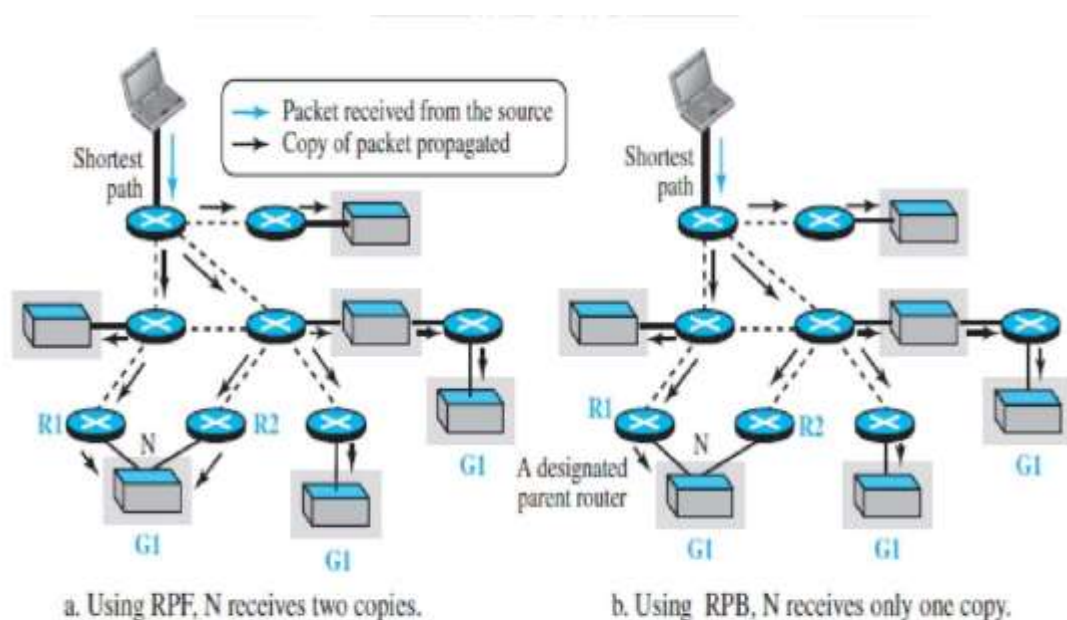 Packet received from the source
Copy of packet propagated
Shortest
path
R1
N
R2
G1
G1
G1
a. Using RPF, N receives two copies.
Shortest
path
R1
N
R2
A designated
parent router
G1
G1
G1
b. Using RPB, N receives only one copy.